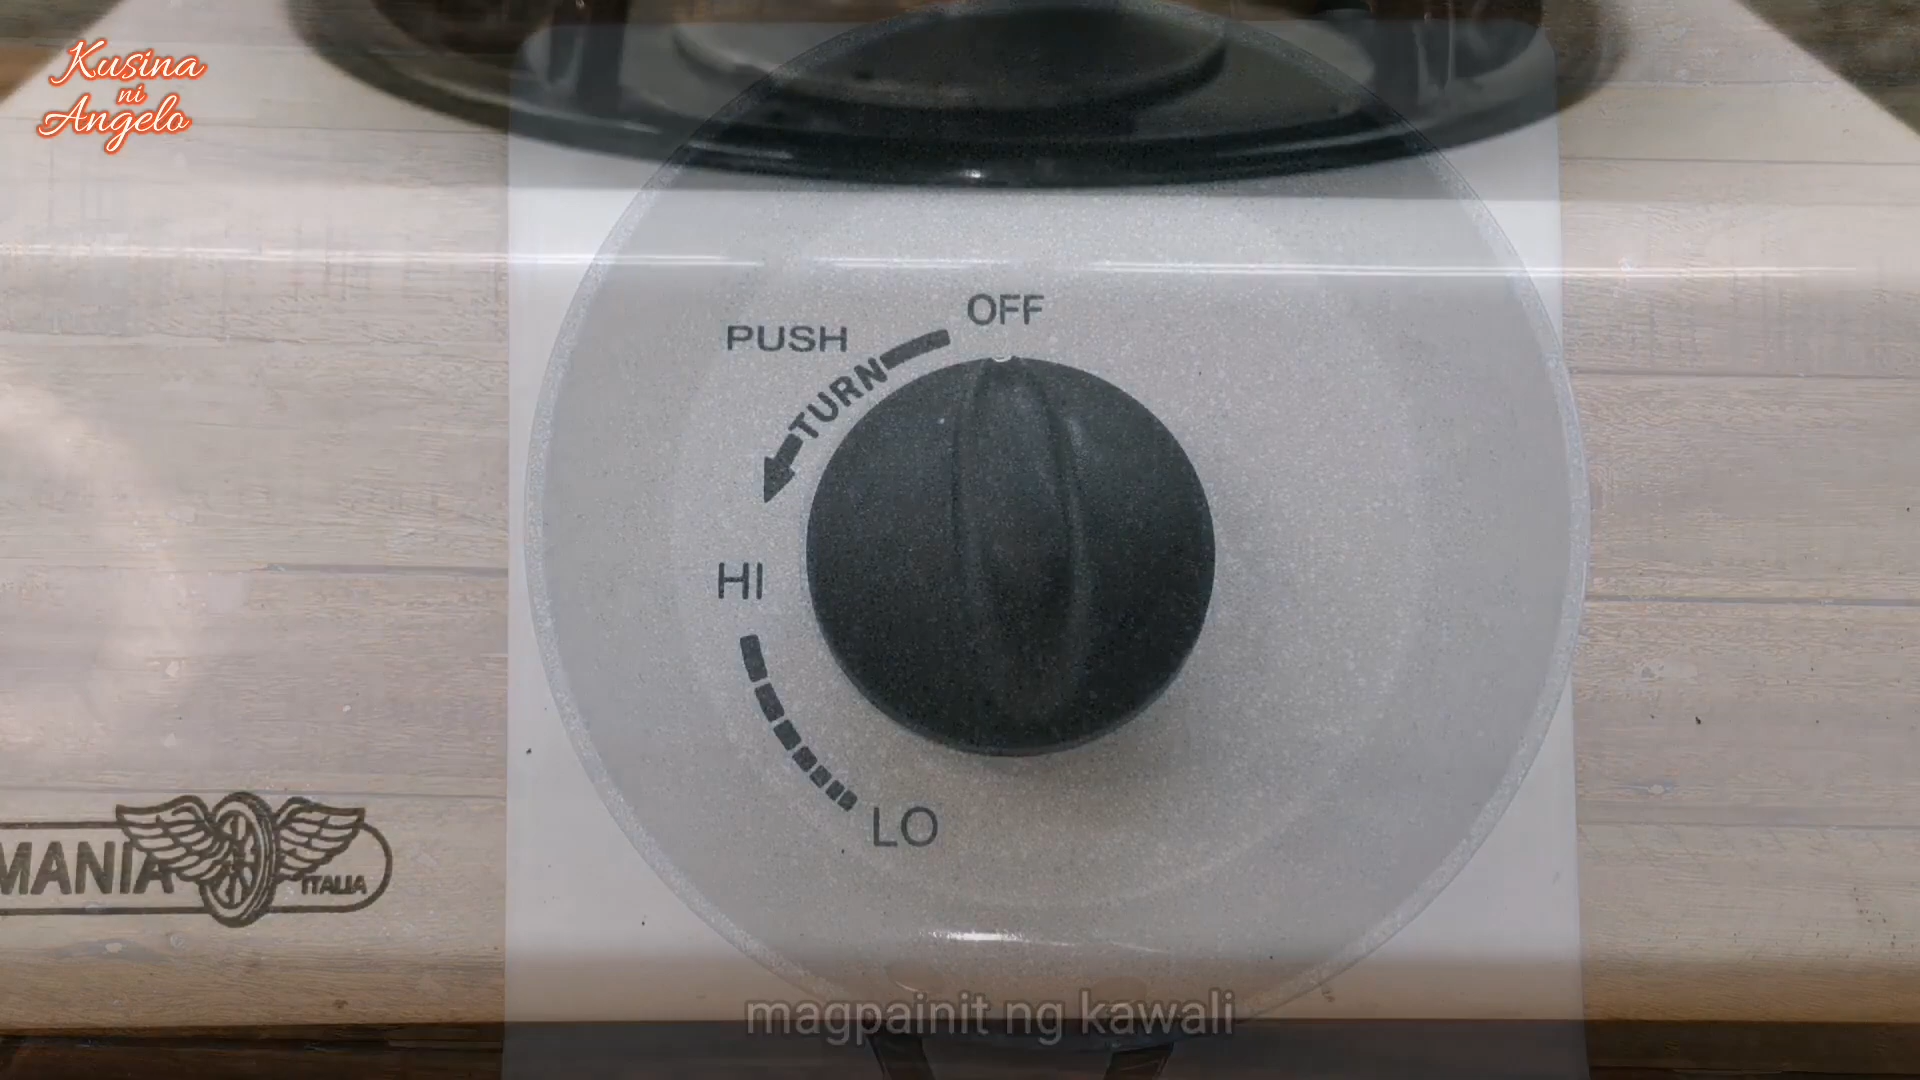 Kusina
ni
Angelo
OFF
PUSH
TURN
HI
LO
MANIA
ITALIA
magpainit ng kawali